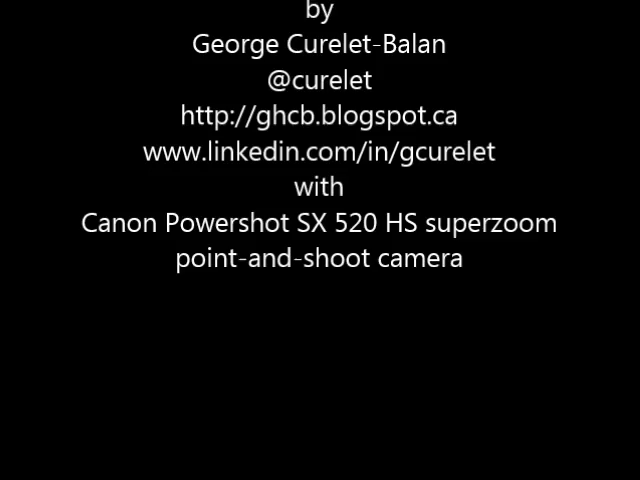 by
George Curelet-Balan
@curelet
http://ghcb.blogspot.ca
www.linkedin.com/in/gcurelet
with
Canon Powershot SX 520 HS superzoom
point-and-shoot camera